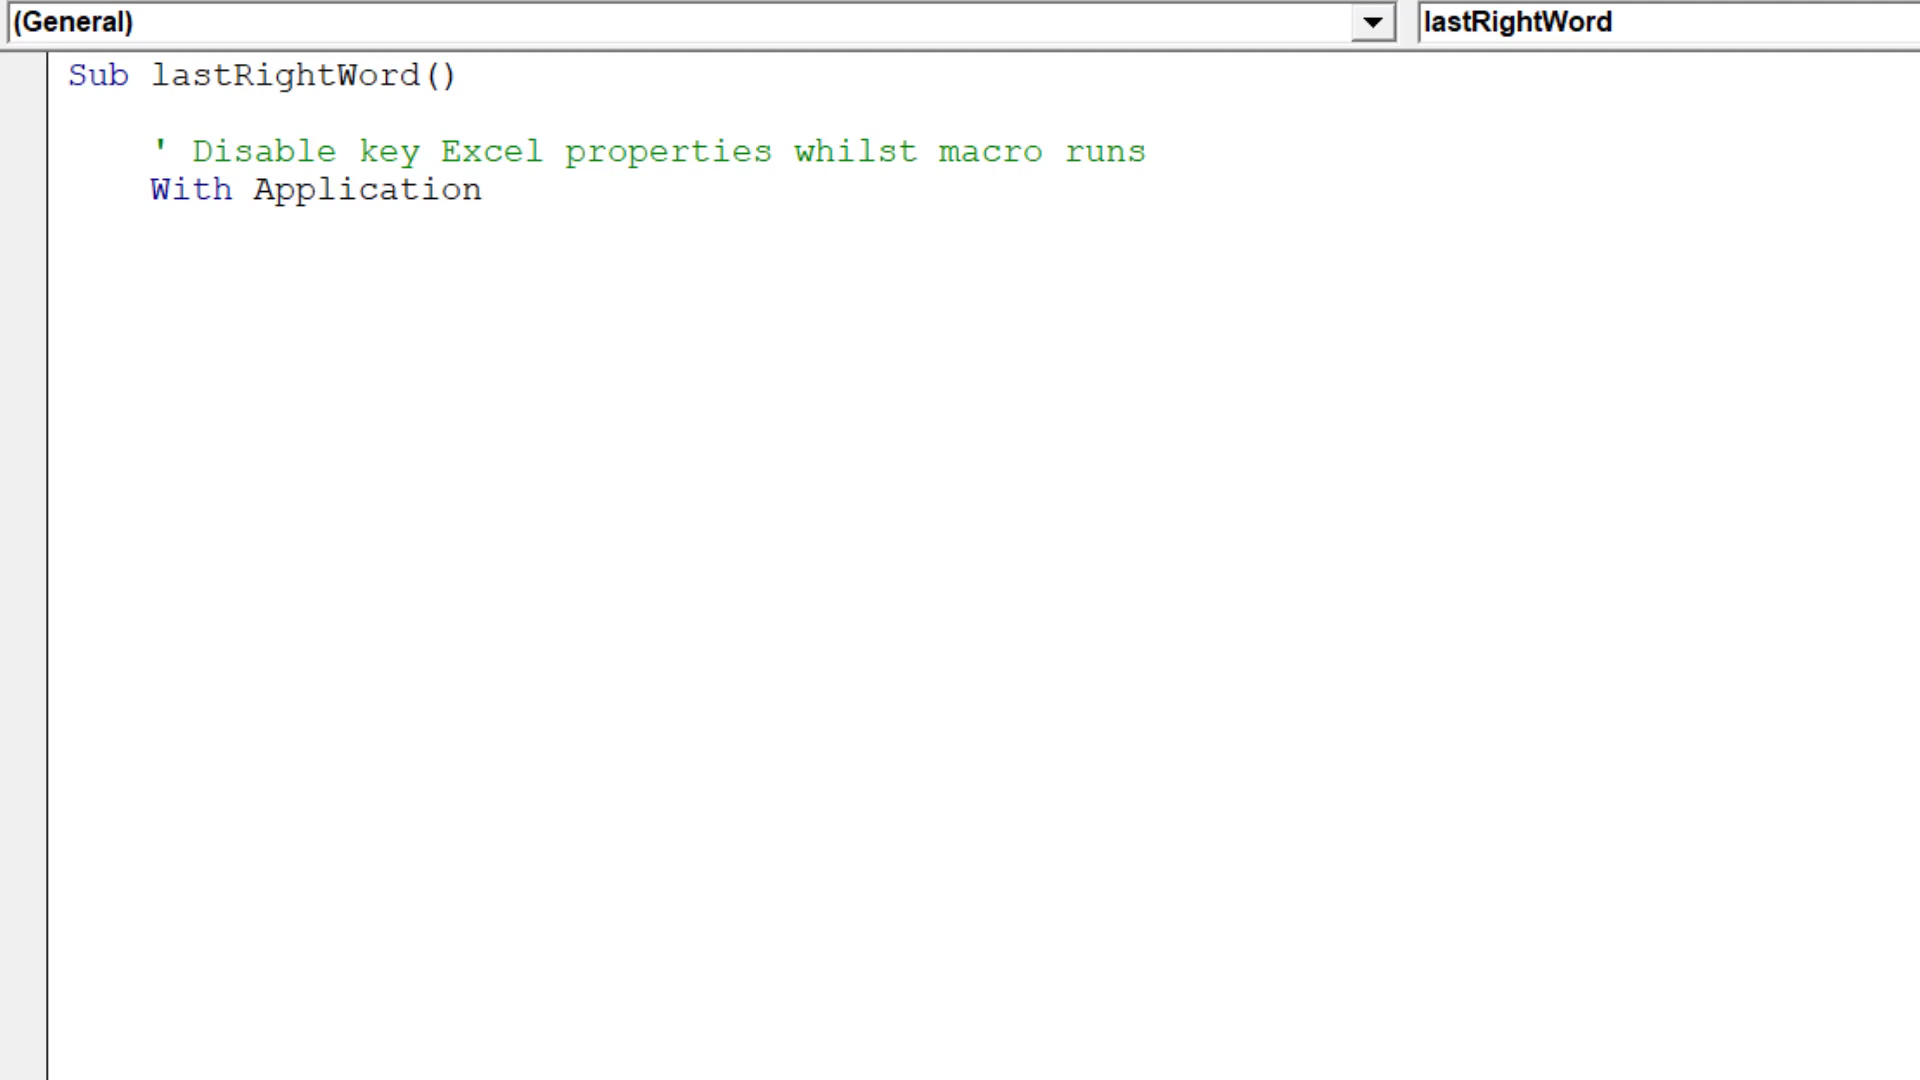 (General) lastRightWord
Sub lastRightWord()
' Disable key Excel properties whilst macro runs
With Application